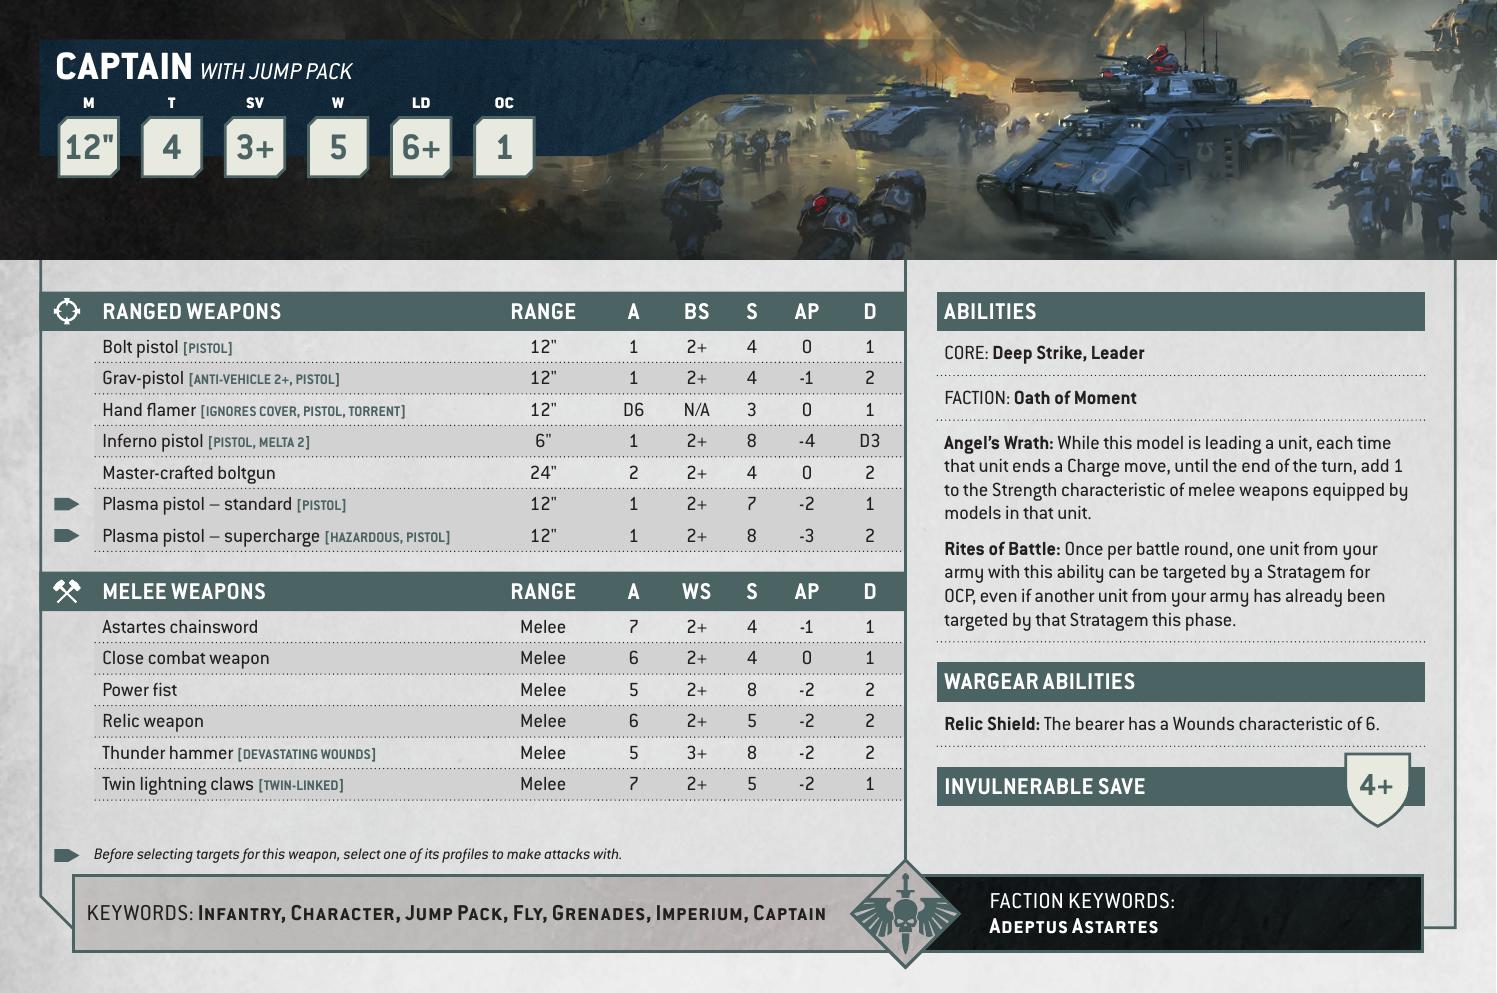 CAPTAIN WITH JUMP PACK
M T SV W LD OC
12" 4 3+ 5 6+ 1
RANGED WEAPONS RANGE A BS S AP D
Bolt pistol [PISTOL] 12" 1 2+ 4 0 1
Grav-pistol [ANTI-VEHICLE 2+, PISTOL] 12" 1 2+ 4 -1 2
Hand flamer [IGNORES COVER, PISTOL, TORRENT] 12" D6 N/A 3 0 1
Inferno pistol [PISTOL, MELTA 2] 6" 1 2+ 8 -4 D3
Master-crafted boltgun 24" 2 2+ 4 0 2
Plasma pistol – standard [PISTOL] 12" 1 2+ 7 -2 1
Plasma pistol – supercharge [HAZARDOUS, PISTOL] 12" 1 2+ 8 -3 2
MELEE WEAPONS RANGE A WS S AP D
Astartes chainsword Melee 7 2+ 4 -1 1
Close combat weapon Melee 6 2+ 4 0 1
Power fist Melee 5 2+ 8 -2 2
Relic weapon Melee 6 2+ 5 -2 2
Thunder hammer [DEVASTATING WOUNDS] Melee 5 3+ 8 -2 2
Twin lightning claws [TWIN-LINKED] Melee 7 2+ 5 -2 1
Before selecting targets for this weapon, select one of its profiles to make attacks with.
ABILITIES
CORE: Deep Strike, Leader
FACTION: Oath of Moment
Angel's Wrath: While this model is leading a unit, each time
that unit ends a Charge move, until the end of the turn, add 1
to the Strength characteristic of melee weapons equipped by
models in that unit.
Rites of Battle: Once per battle round, one unit from your
army with this ability can be targeted by a Stratagem for
0CP, even if another unit from your army has already been
targeted by that Stratagem this phase.
WARGEAR ABILITIES
Relic Shield: The bearer has a Wounds characteristic of 6.
INVULNERABLE SAVE 4+
KEYWORDS: INFANTRY, CHARACTER, JUMP PACK, FLY, GRENADES, IMPERIUM, CAPTAIN
FACTION KEYWORDS:
ADEPTUS ASTARTES